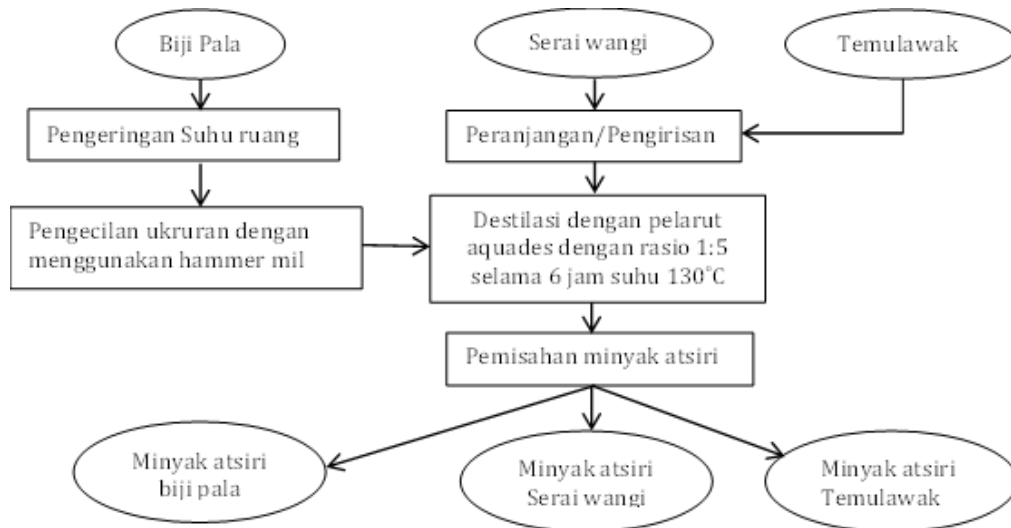 Biji Pala
Serai wangi
Temulawak
Pengeringan Suhu ruang
Peranjangan/Pengirisan
Pengecilan ukruran dengan
menggunakan hammer mil
Destilasi dengan pelarut
aquades dengan rasio 1:5
selama 6 jam suhu 130°C
Pemisahan minyak atsiri
Minyak atsiri
biji pala
Minyak atsiri
Serai wangi
Minyak atsiri
Temulawak